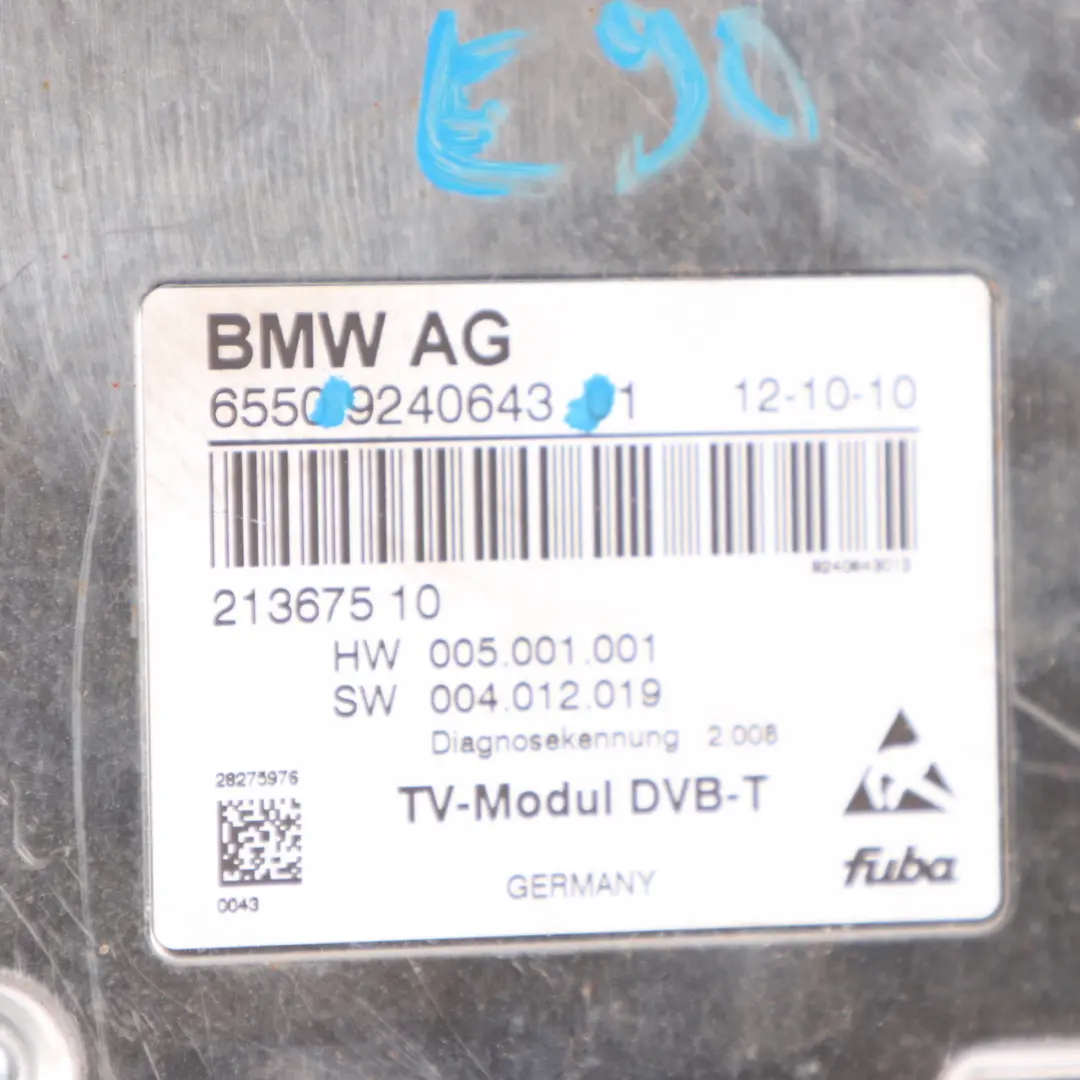 E90
BMW AG
6550 9240643 01 12-10-10
9240643013
213675 10
HW 005.001.001
SW 004.012.019
Diagnosekennung 2.008
28275976
TV-Modul DVB-T
fuba
GERMANY
0043